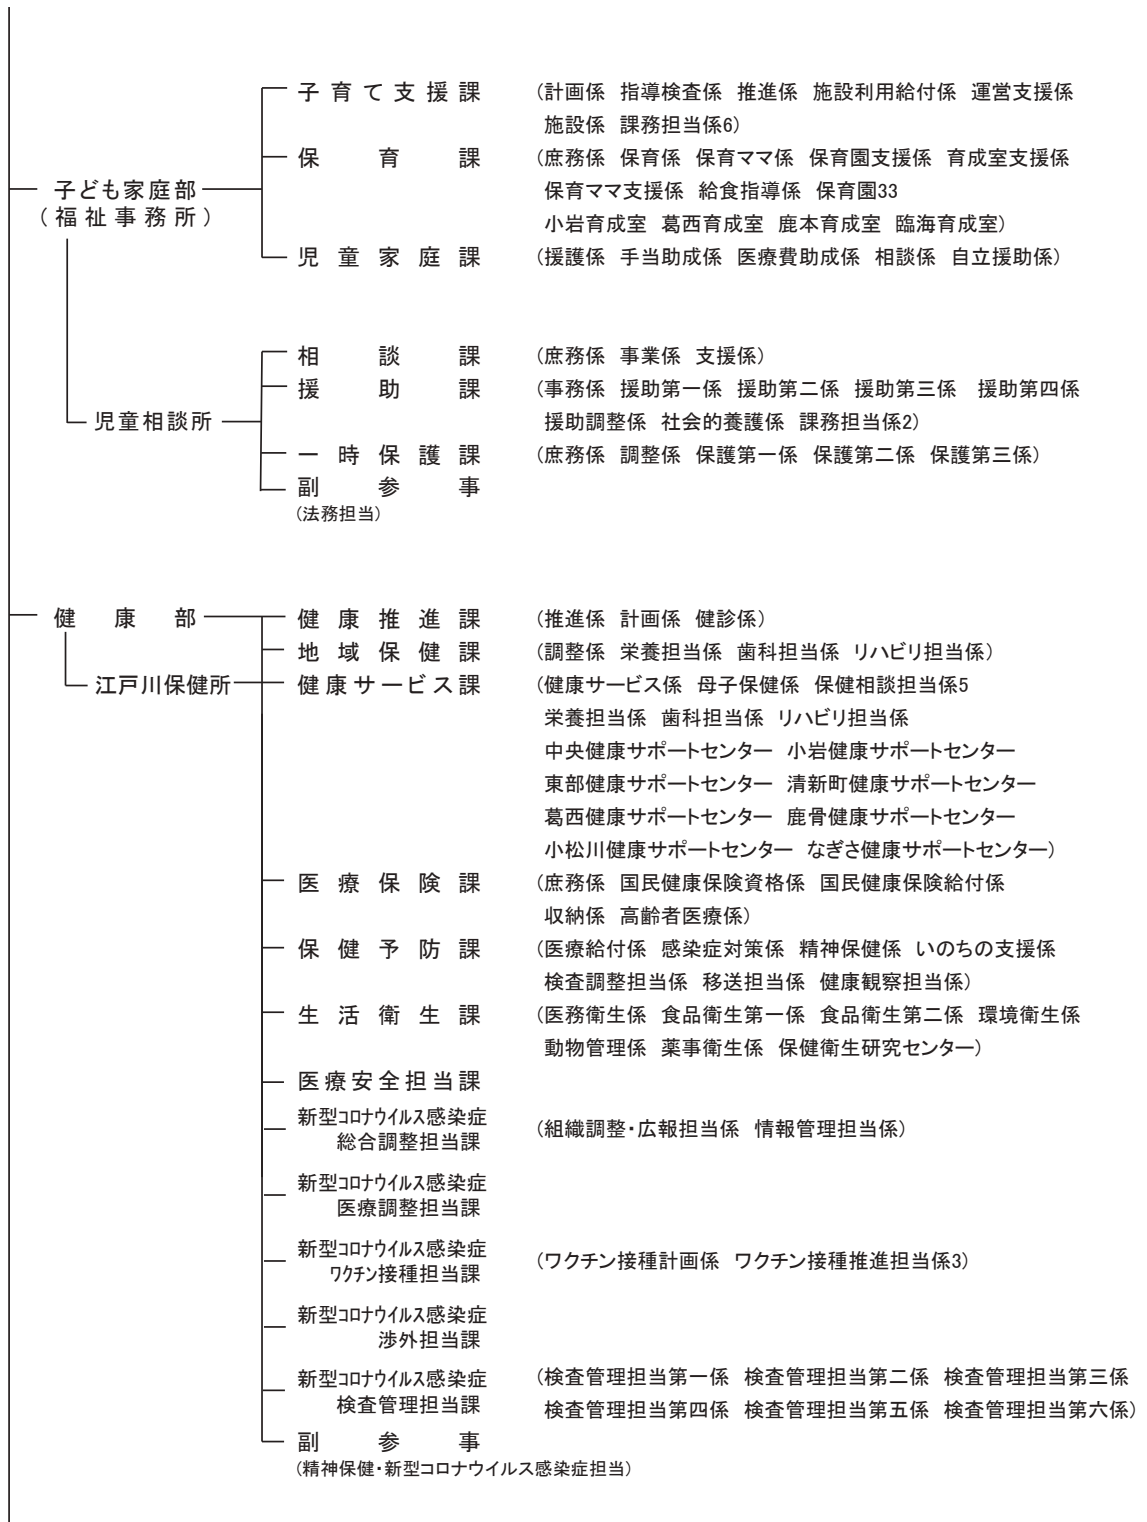 子育て支援課 (計画係 指導検査係 推進係 施設利用給付係 運営支援係
施設係 課務担当係6)
保育課 (庶務係 保育係 保育ママ係 保育園支援係 育成室支援係
子ども家庭部 保育ママ支援係 給食指導係 保育園33
(福祉事務所) 小岩育成室 葛西育成室 鹿本育成室 臨海育成室)
児童家庭課 (援護係 手当助成係 医療費助成係 相談係 自立援助係)
相談課 (庶務係 事業係 支援係)
援助課 (事務係 援助第一係 援助第二係 援助第三係 援助第四係
児童相談所 援助調整係 社会的養護係 課務担当係2)
一時保護課 (庶務係 調整係 保護第一係 保護第二係 保護第三係)
副参事
(法務担当)
健康部 健康推進課 (推進係 計画係 健診係)
地域保健課 (調整係 栄養担当係 歯科担当係 リハビリ担当係)
江戸川保健所 健康サービス課 (健康サービス係 母子保健係 保健相談担当係5
栄養担当係 歯科担当係 リハビリ担当係
中央健康サポートセンター 小岩健康サポートセンター
東部健康サポートセンター 清新町健康サポートセンター
葛西健康サポートセンター 鹿骨健康サポートセンター
小松川健康サポートセンター なぎさ健康サポートセンター)
医療保険課 (庶務係 国民健康保険資格係 国民健康保険給付係
収納係 高齢者医療係)
保健予防課 (医療給付係 感染症対策係 精神保健係 いのちの支援係
検査調整担当係 移送担当係 健康観察担当係)
生活衛生課 (医務衛生係 食品衛生第一係 食品衛生第二係 環境衛生係
動物管理係 薬事衛生係 保健衛生研究センター)
医療安全担当課
新型コロナウイルス感染症
総合調整担当課 (組織調整・広報担当係 情報管理担当係)
新型コロナウイルス感染症
医療調整担当課
新型コロナウイルス感染症
ワクチン接種担当課 (ワクチン接種計画係 ワクチン接種推進担当係3)
新型コロナウイルス感染症
渉外担当課
新型コロナウイルス感染症 (検査管理担当第一係 検査管理担当第二係 検査管理担当第三係
検査管理担当課 検査管理担当第四係 検査管理担当第五係 検査管理担当第六係)
副参事
(精神保健・新型コロナウイルス感染症担当)